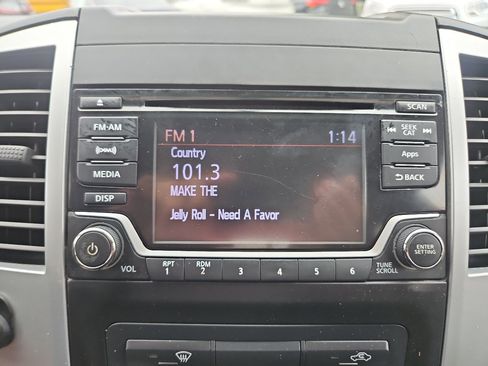 SCAN
FM 1 1:14
FM·AM
SEEK
CAT
Country
101.3
Apps
MAKE THE
MEDIA
BACK
DISP
Jelly Roll - Need A Favor
ENTER
SETTING
VOL
RPT RDM
1 2 3 4 5 6
TUNE
SCROLL